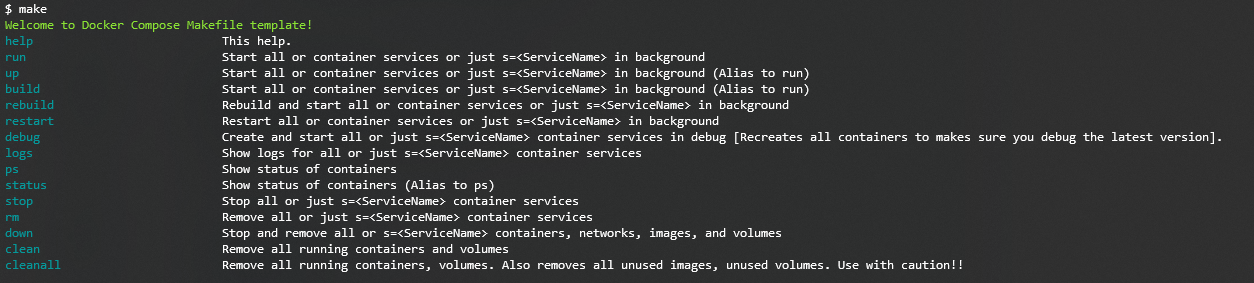 $ make
Welcome to Docker Compose Makefile template!
help This help.
run Start all or container services or just s=<ServiceName> in background
up Start all or container services or just s=<ServiceName> in background (Alias to run)
build Start all or container services or just s=<ServiceName> in background (Alias to run)
rebuild Rebuild and start all or container services or just s=<ServiceName> in background
restart Restart all or container services or just s=<ServiceName> in background
debug Create and start all or just s=<ServiceName> container services in debug [Recreates all containers to makes sure you debug the latest version].
logs Show logs for all or just s=<ServiceName> container services
ps Show status of containers
status Show status of containers (Alias to ps)
stop Stop all or just s=<ServiceName> container services
rm Remove all or just s=<ServiceName> container services
down Stop and remove all or s=<ServiceName> containers, networks, images, and volumes
clean Remove all running containers and volumes
cleanall Remove all running containers, volumes. Also removes all unused images, unused volumes. Use with caution!!